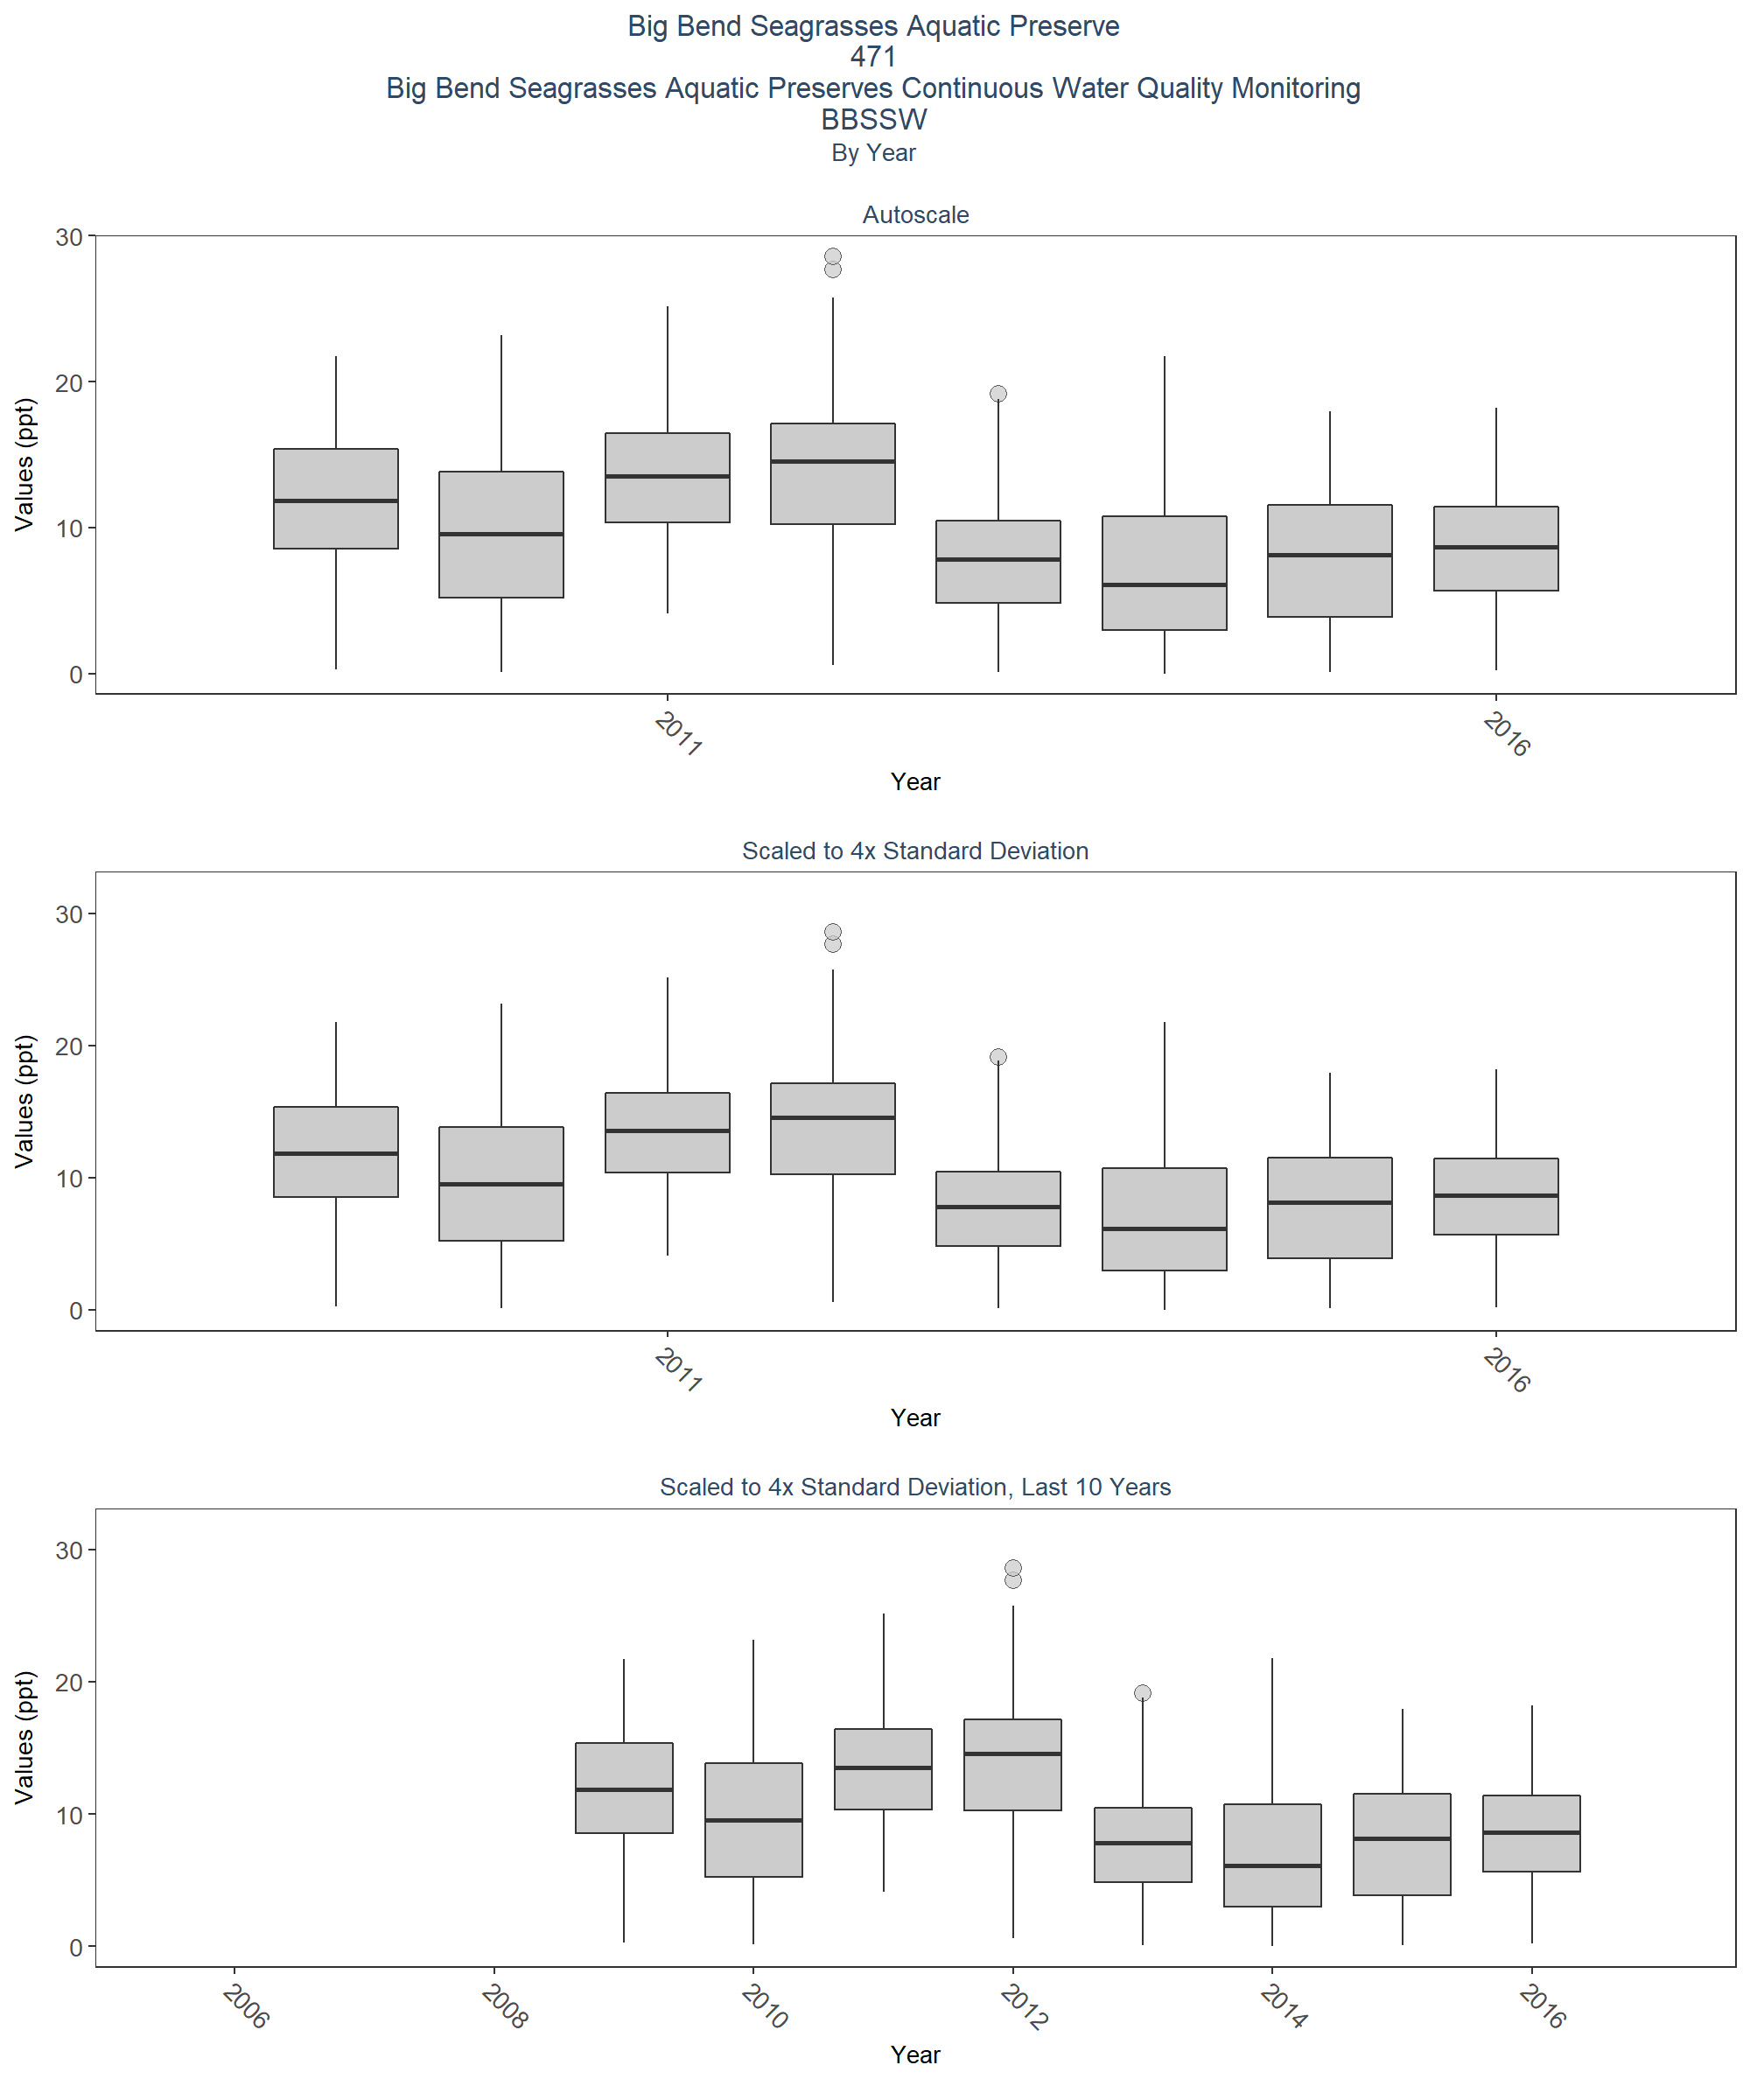 Big Bend Seagrasses Aquatic Preserve
471
Big Bend Seagrasses Aquatic Preserves Continuous Water Quality Monitoring
BBSSW
By Year
Autoscale
30
20
10
0
Values (ppt)
2011
2016
Year
Scaled to 4x Standard Deviation
30
20
10
0
Values (ppt)
2011
2016
Year
Scaled to 4x Standard Deviation, Last 10 Years
30
20
10
0
Values (ppt)
2006
2008
2010
2012
2014
2016
Year